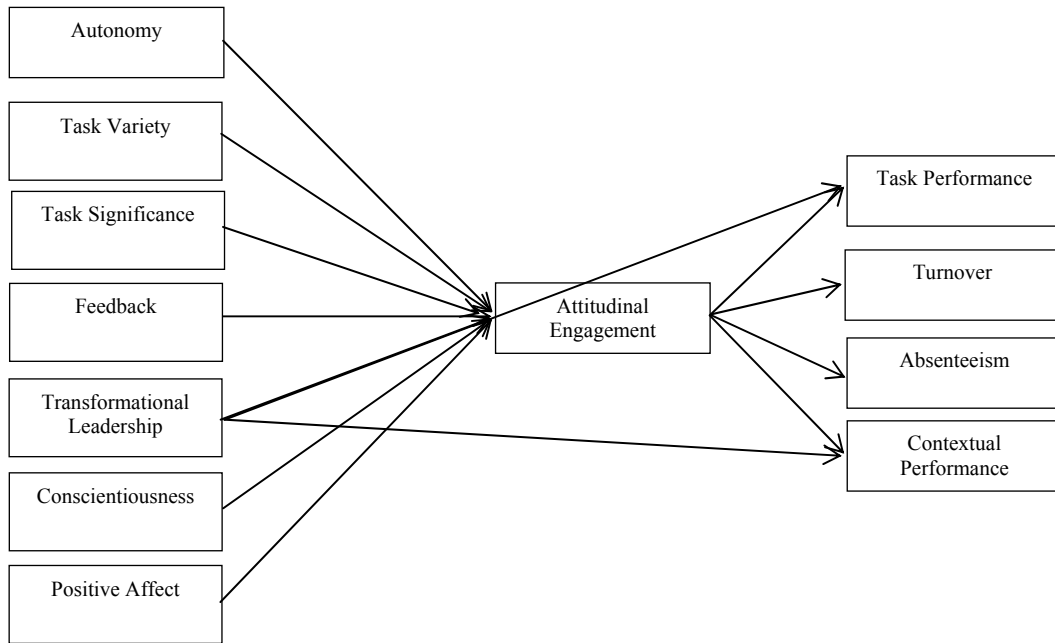 Autonomy
Task Variety
Task Significance
Feedback
Transformational
Leadership
Conscientiousness
Positive Affect
Attitudinal
Engagement
Task Performance
Turnover
Absenteeism
Contextual
Performance